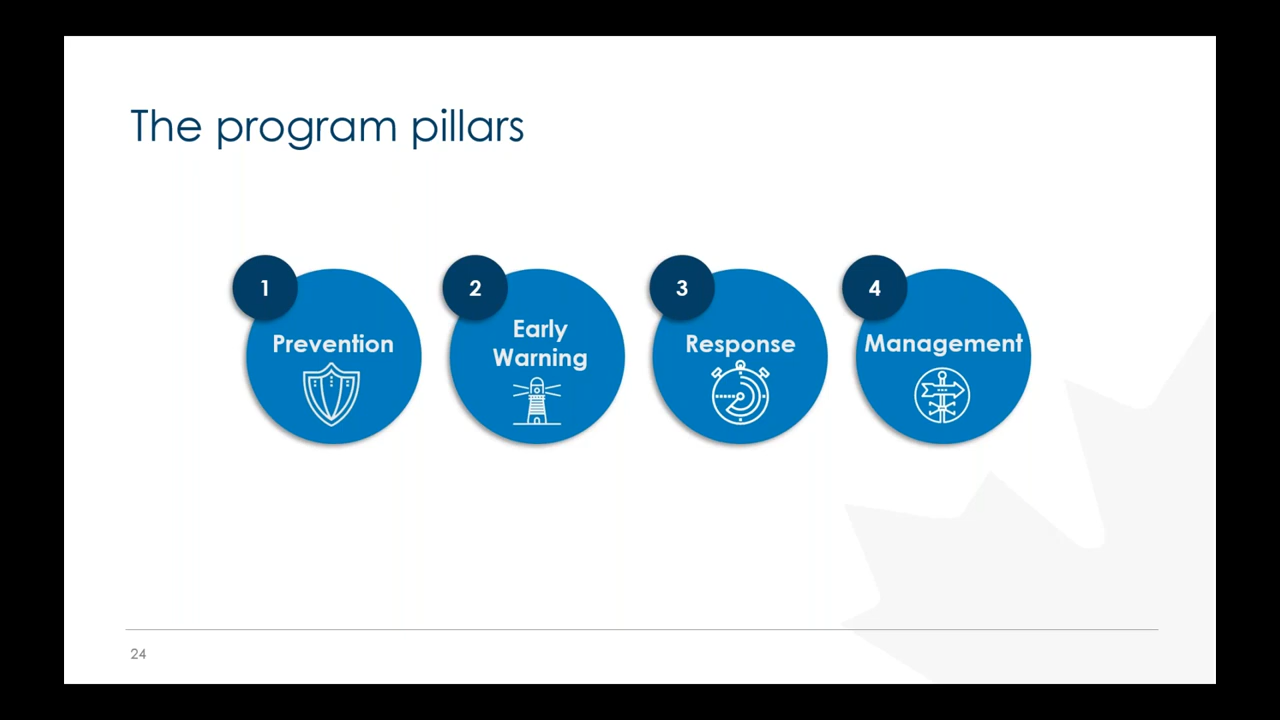 The program pillars
1
Prevention
2
Early
Warning
3
Response
4
Management
24